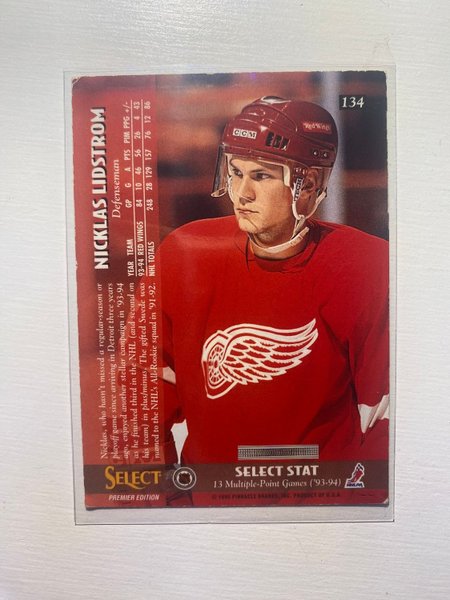 134
NICKLAS LIDSTROM
Defenseman
YEAR TEAM GP G A PTS PIM PPG +/-
93-94 RED WINGS 84 10 46 56 26 4 43
NHL TOTALS 248 28 129 157 76 12 86
Nicklas, who hasn't missed a regular-season or
playoff game since arriving in Detroit three years
ago, enjoyed another stellar campaign in '93-94
as he finished third in the NHL (and second on
his team) in plus/minus. The gifted Swede was
named to the NHL's All-Rookie squad in '91-92.
CCM
Red Wings
SELECT
PREMIER EDITION
SELECT STAT
13 Multiple-Point Games ('93-94)
PINNACLE BRANDS, INC. PRODUCT OF U.S.A.